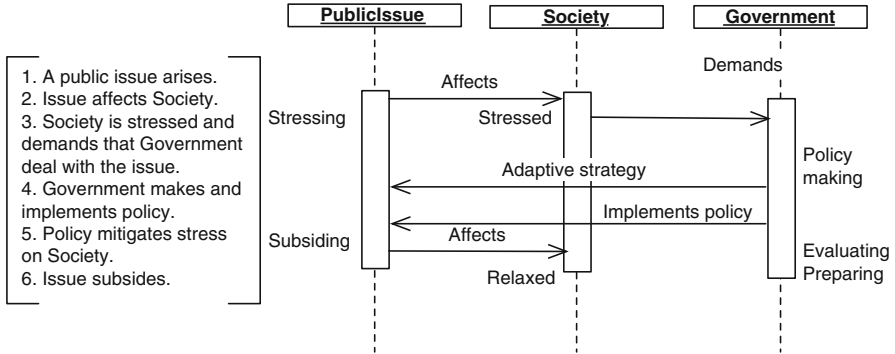 PublicIssue
Society
Government
1. A public issue arises.
2. Issue affects Society.
3. Society is stressed and
demands that Government
deal with the issue.
4. Government makes and
implements policy.
5. Policy mitigates stress
on Society.
6. Issue subsides.
Demands
Affects
Stressing
Stressed
Policy
making
Adaptive strategy
Implements policy
Subsiding
Affects
Relaxed
Evaluating
Preparing